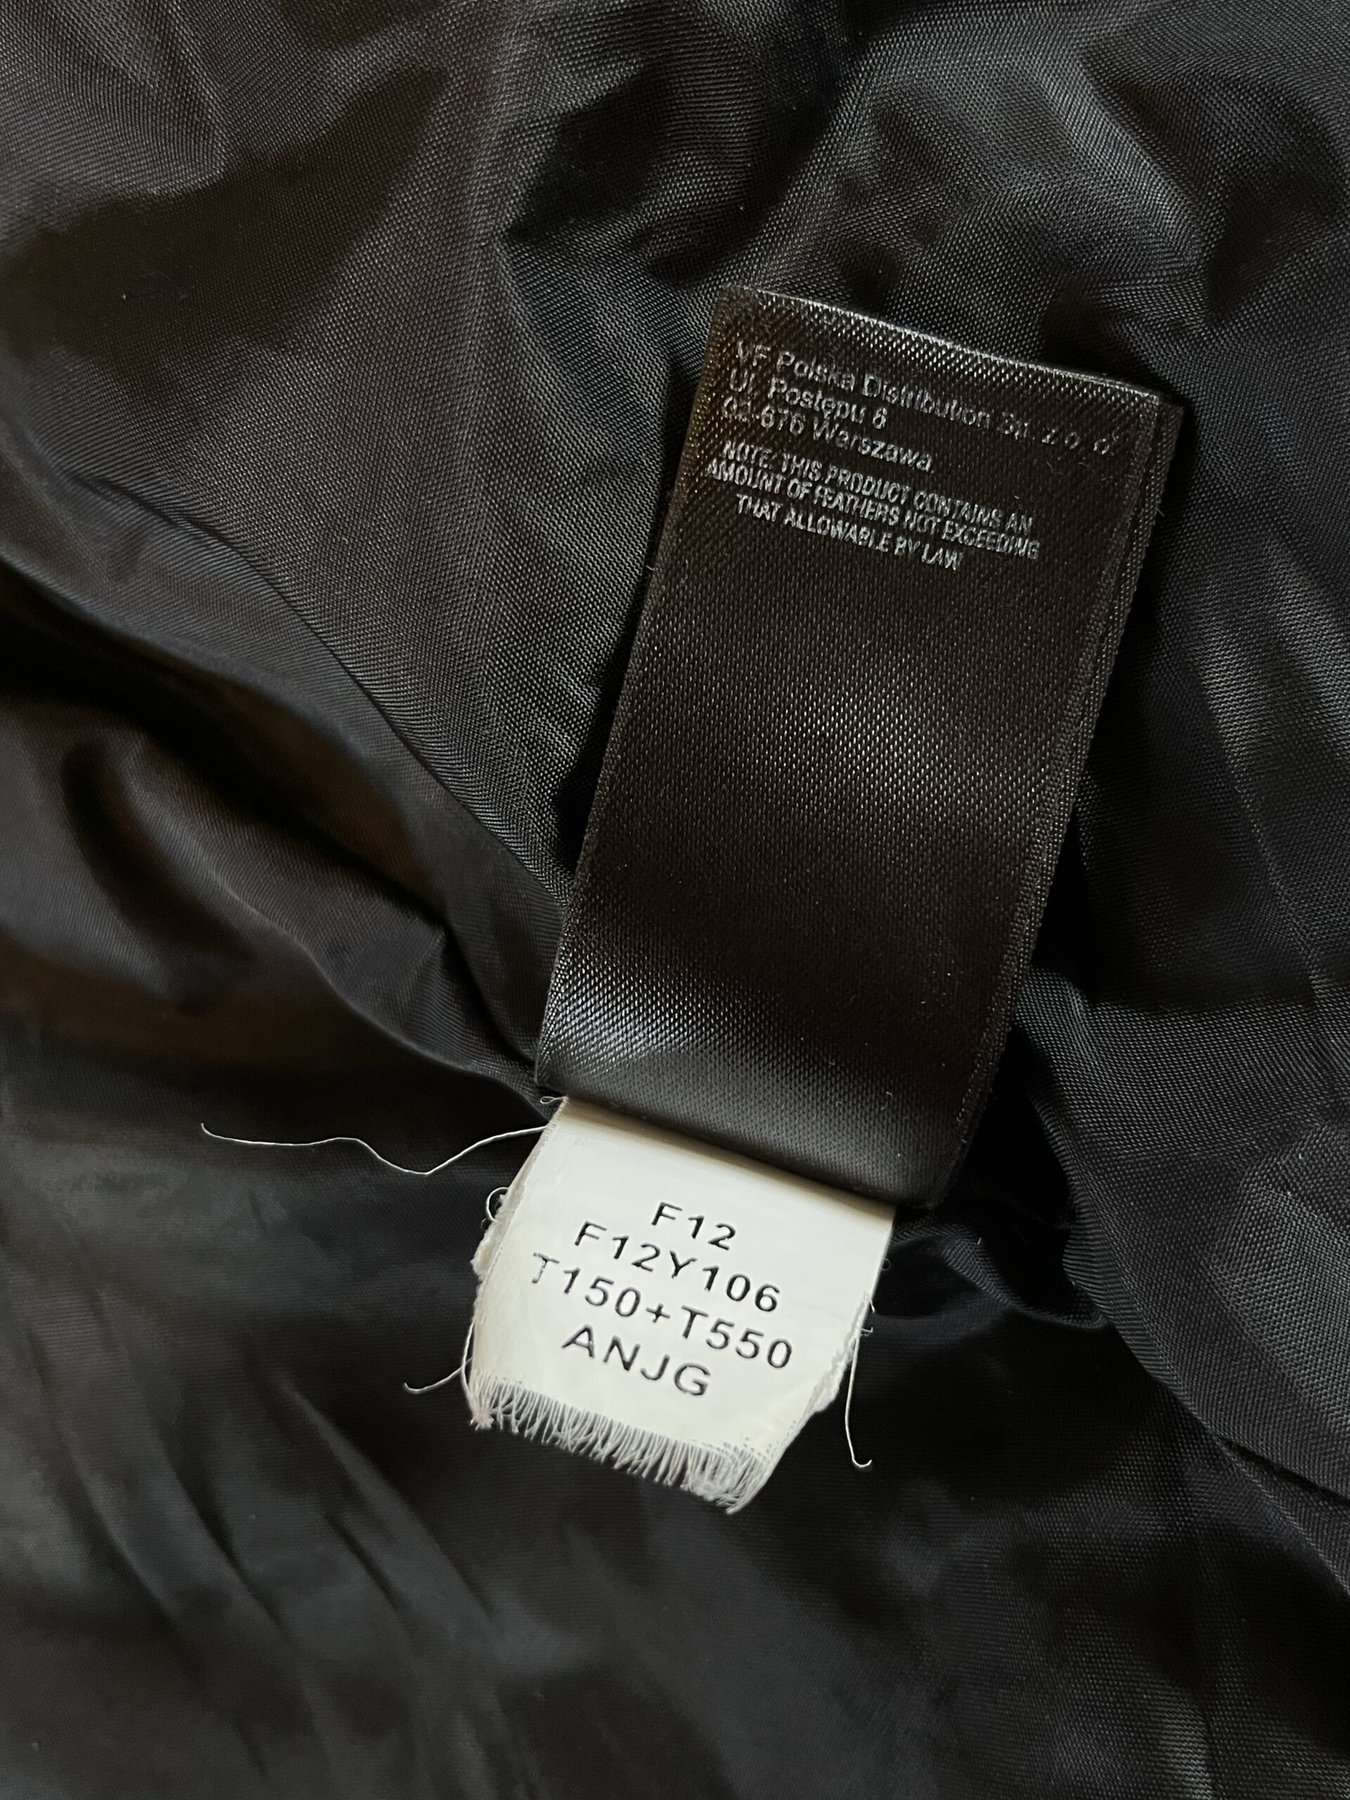 VF Polska Distribution Sp. z o. o.
Ul. Postępu 6
02-676 Warszawa
NOTE: THIS PRODUCT CONTAINS AN
AMOUNT OF FEATHERS NOT EXCEEDING
THAT ALLOWABLE BY LAW
F12
F12Y106
T150+T550
ANJG